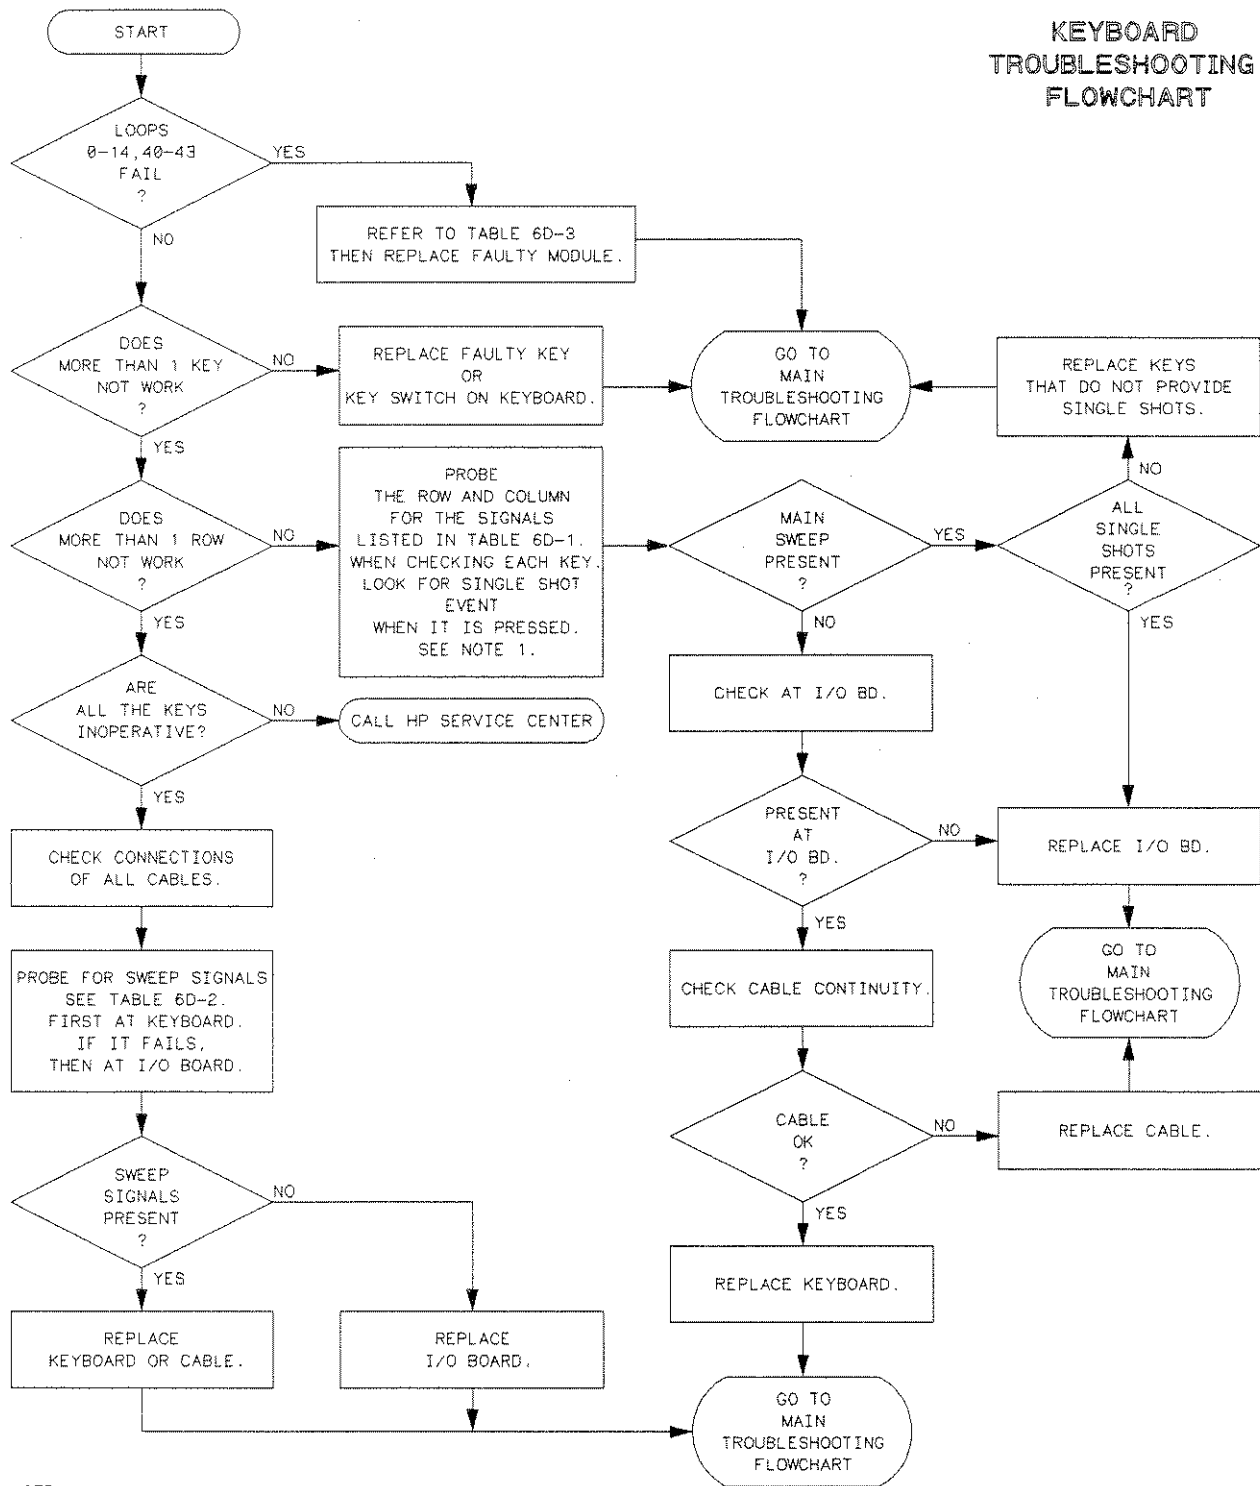 KEYBOARD
TROUBLESHOOTING
FLOWCHART
START
LOOPS
0-14,40-43
FAIL
?
YES
NO
REFER TO TABLE 6D-3
THEN REPLACE FAULTY MODULE.
DOES
MORE THAN 1 KEY
NOT WORK
?
NO
YES
REPLACE FAULTY KEY
OR
KEY SWITCH ON KEYBOARD.
GO TO
MAIN
TROUBLESHOOTING
FLOWCHART
REPLACE KEYS
THAT DO NOT PROVIDE
SINGLE SHOTS.
NO
DOES
MORE THAN 1 ROW
NOT WORK
?
NO
YES
PROBE
THE ROW AND COLUMN
FOR THE SIGNALS
LISTED IN TABLE 6D-1.
WHEN CHECKING EACH KEY.
LOOK FOR SINGLE SHOT
EVENT
WHEN IT IS PRESSED.
SEE NOTE 1.
MAIN
SWEEP
PRESENT
?
YES
NO
ALL
SINGLE
SHOTS
PRESENT
?
YES
ARE
ALL THE KEYS
INOPERATIVE?
NO
YES
CALL HP SERVICE CENTER
CHECK AT I/O BD.
PRESENT
AT
I/O BD.
?
NO
YES
REPLACE I/O BD.
CHECK CONNECTIONS
OF ALL CABLES.
PROBE FOR SWEEP SIGNALS
SEE TABLE 6D-2.
FIRST AT KEYBOARD.
IF IT FAILS,
THEN AT I/O BOARD.
CHECK CABLE CONTINUITY.
GO TO
MAIN
TROUBLESHOOTING
FLOWCHART
CABLE
OK
?
NO
YES
REPLACE CABLE.
SWEEP
SIGNALS
PRESENT
?
NO
YES
REPLACE KEYBOARD.
REPLACE
KEYBOARD OR CABLE.
REPLACE
I/O BOARD.
GO TO
MAIN
TROUBLESHOOTING
FLOWCHART